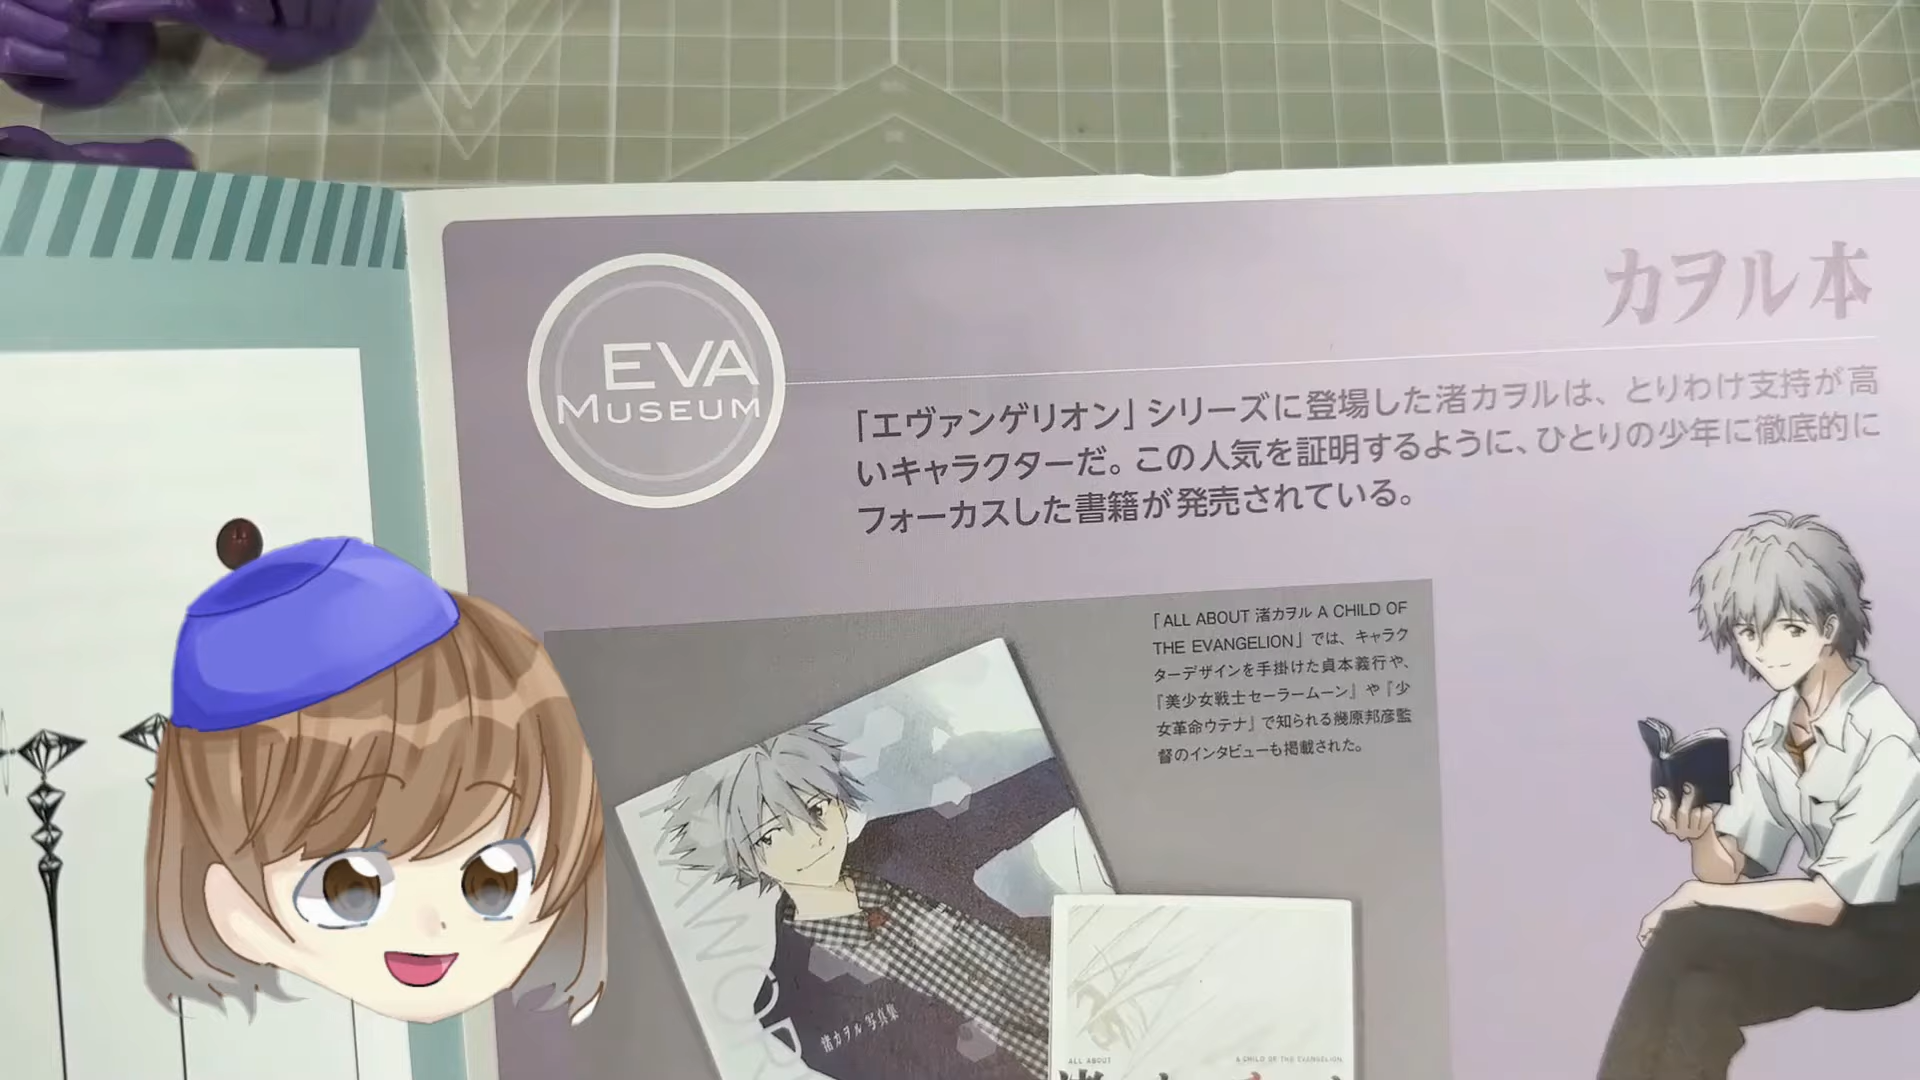 EVA
MUSEUM
カヲル本
「エヴァンゲリオン」シリーズに登場した渚カヲルは、とりわけ支持が高
いキャラクターだ。この人気を証明するように、ひとりの少年に徹底的に
フォーカスした書籍が発売されている。
「ALL ABOUT 渚カヲル A CHILD OF
THE EVANGELION」では、キャラク
ターデザインを手掛けた貞本義行や、
『美少女戦士セーラームーン』や『少
女革命ウテナ』で知られる幾原邦彦監
督のインタビューも掲載された。
渚カヲル 写真集
ALL ABOUT
A CHILD OF THE EVANGELION